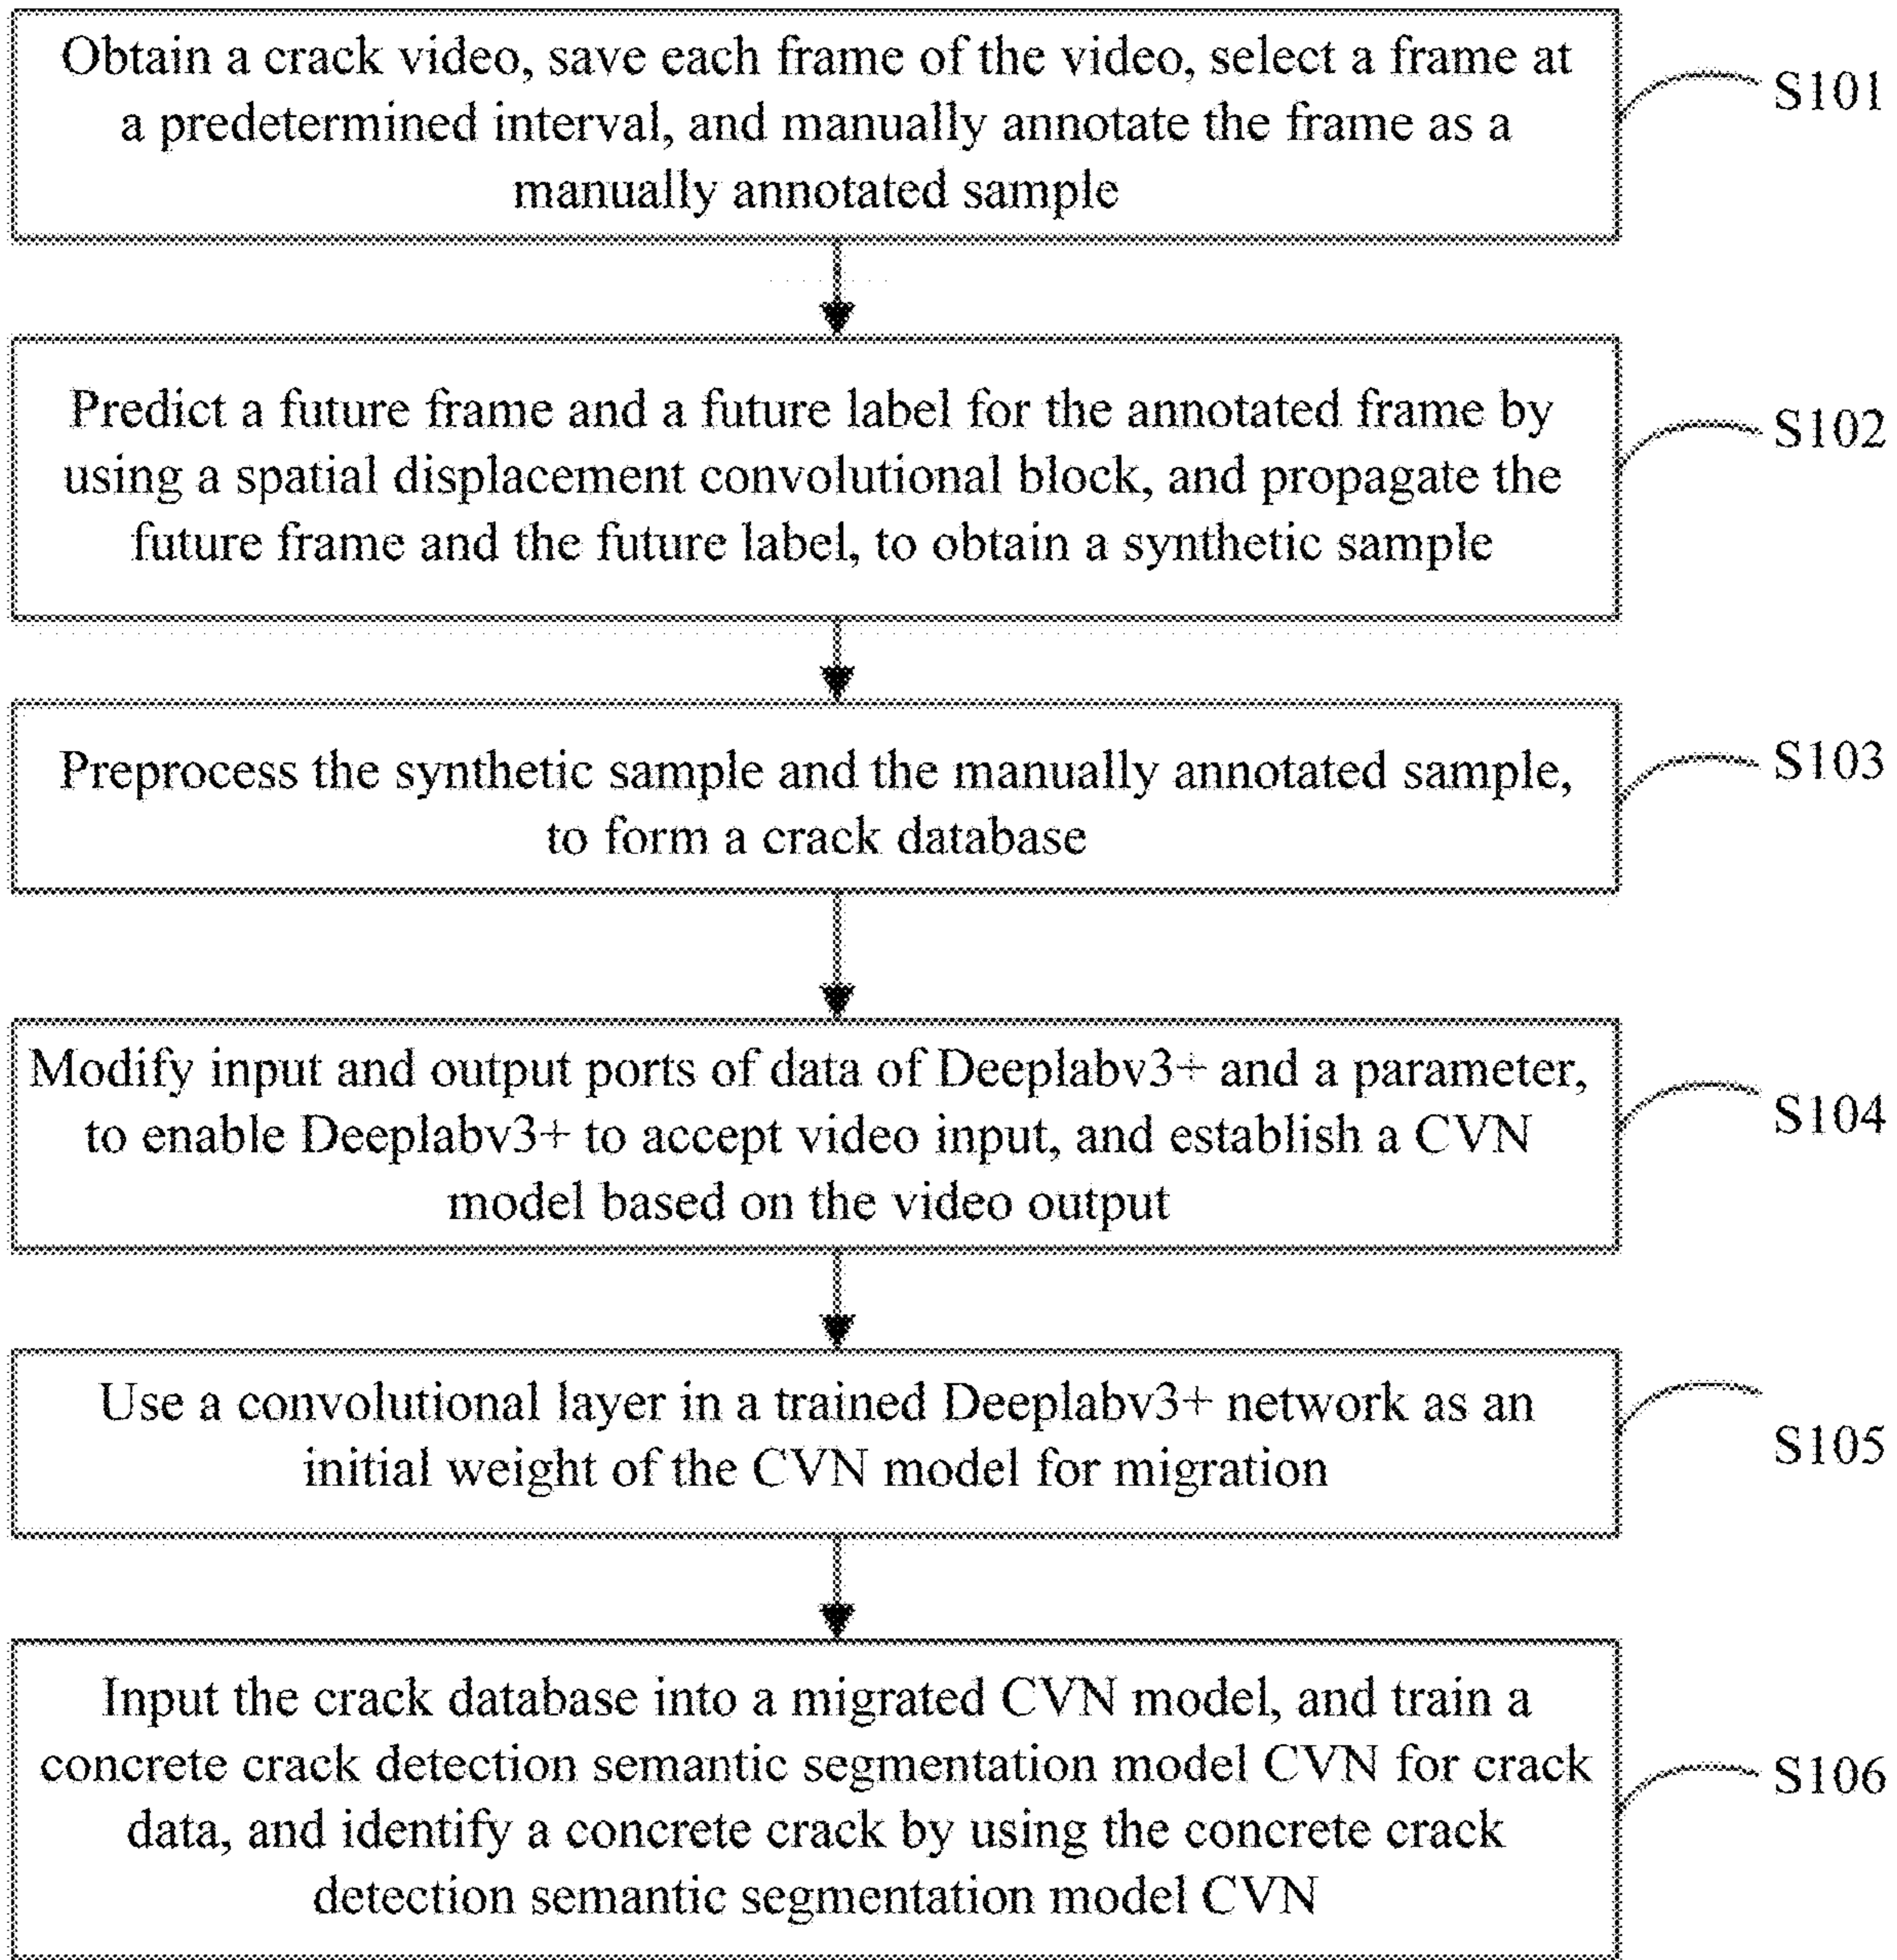 Obtain a crack video, save each frame of the video, select a frame at
a predetermined interval, and manually annotate the frame as a
manually annotated sample
S101
Predict a future frame and a future label for the annotated frame by
using a spatial displacement convolutional block, and propagate the
future frame and the future label, to obtain a synthetic sample
S102
Preprocess the synthetic sample and the manually annotated sample,
to form a crack database
S103
Modify input and output ports of data of Deeplabv3+ and a parameter,
to enable Deeplabv3+ to accept video input, and establish a CVN
model based on the video output
S104
Use a convolutional layer in a trained Deeplabv3+ network as an
initial weight of the CVN model for migration
S105
Input the crack database into a migrated CVN model, and train a
concrete crack detection semantic segmentation model CVN for crack
data, and identify a concrete crack by using the concrete crack
detection semantic segmentation model CVN
S106